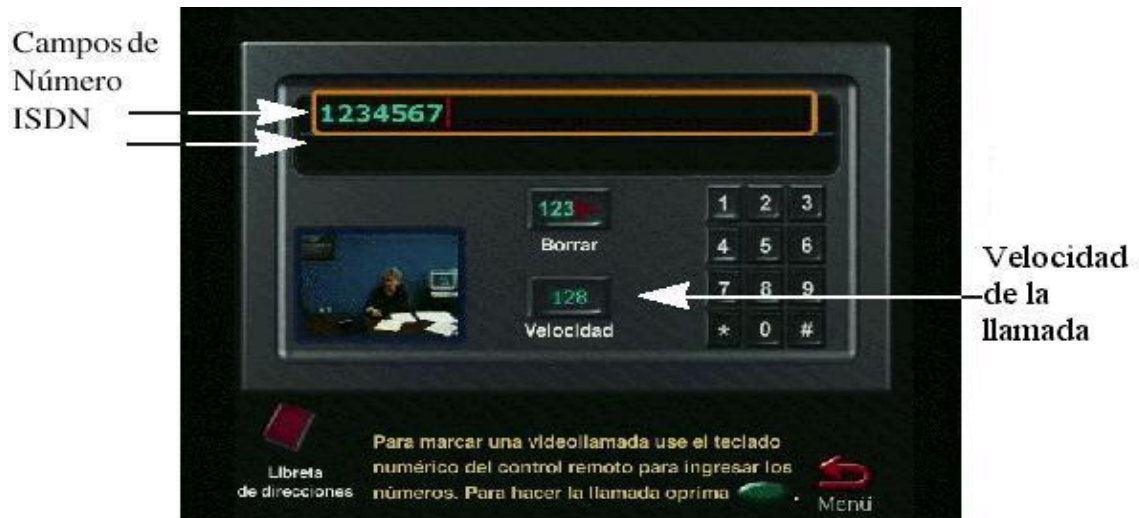 Campos de
Número
ISDN
1234567
123
Borrar
1 2 3
4 5 6
7 8 9
* 0 #
128
Velocidad
Velocidad
de la
llamada
Libreta
de direcciones
Para marcar una videollamada use el teclado
numérico del control remoto para ingresar los
números. Para hacer la llamada oprima .
Menú